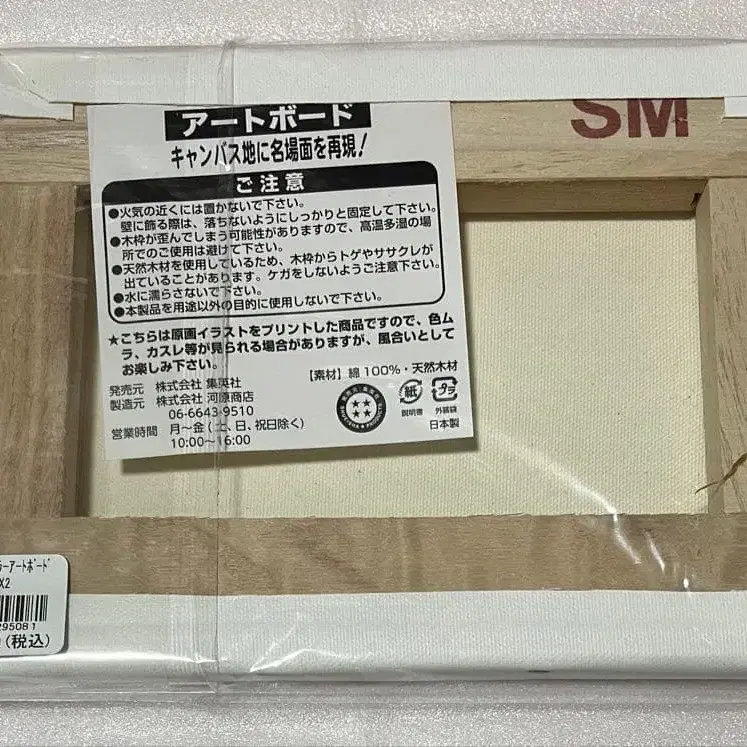 SM
アートボード
キャンバス地に名場面を再現!
ご注意
●火気の近くには置かないで下さい。
壁に飾る際は、落ちないようにしっかりと固定して下さい。
●木枠が歪んでしまう可能性がありますので、高温多湿の場
所でのご使用は避けて下さい。
●天然木材を使用しているため、木枠からトゲやササクレが
出ていることがあります。ケガをしないようご注意下さい。
●水に濡らさないで下さい。
●本製品を用途以外の目的に使用しないで下さい。
★こちらは原画イラストをプリントした商品ですので、色ム
ラ、カスレ等が見られる場合がありますが、風合いとして
お楽しみ下さい。
【素材】綿100%・天然木材
発売元 株式会社 集英社
製造元 株式会社 河原商店
06-6643-9510
営業時間 月~金(土、日、祝日除く)
10:00~16:00
紙
説明書
プラ
外装袋
日本製
ラーアートボード
X2
295081
(税込)